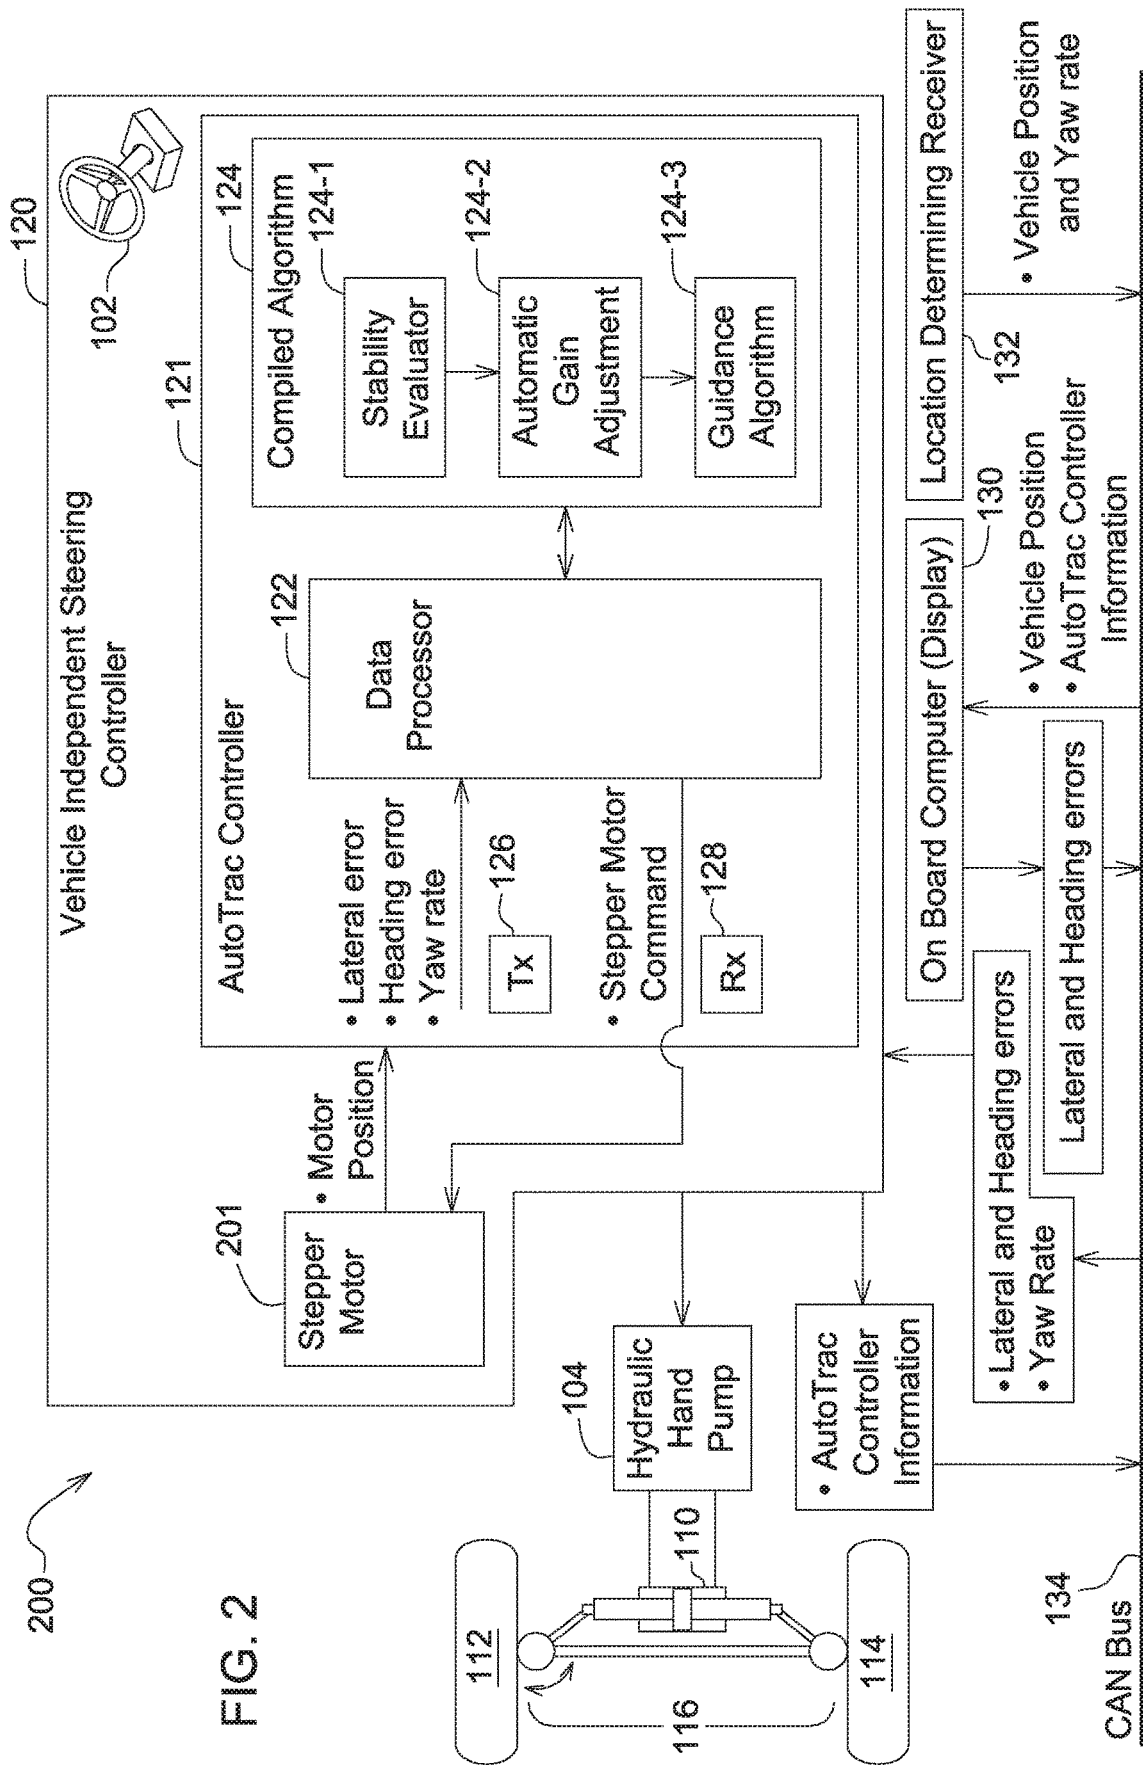 200
FIG. 2
120
Vehicle Independent Steering
Controller
102
121
AutoTrac Controller
124
Compiled Algorithm
124-1
Stability
Evaluator
124-2
Automatic
Gain
Adjustment
124-3
Guidance
Algorithm
122
Data
Processor
• Lateral error
• Heading error
• Yaw rate
126
Tx
• Stepper Motor
Command
128
Rx
• Motor
Position
201
Stepper
Motor
104
Hydraulic
Hand
Pump
110
112
114
116
• AutoTrac
Controller
Information
• Lateral and Heading errors
• Yaw Rate
Lateral and Heading errors
On Board Computer (Display)
130
• Vehicle Position
• AutoTrac Controller
Information
Location Determining Receiver
132
• Vehicle Position
and Yaw rate
134
CAN Bus